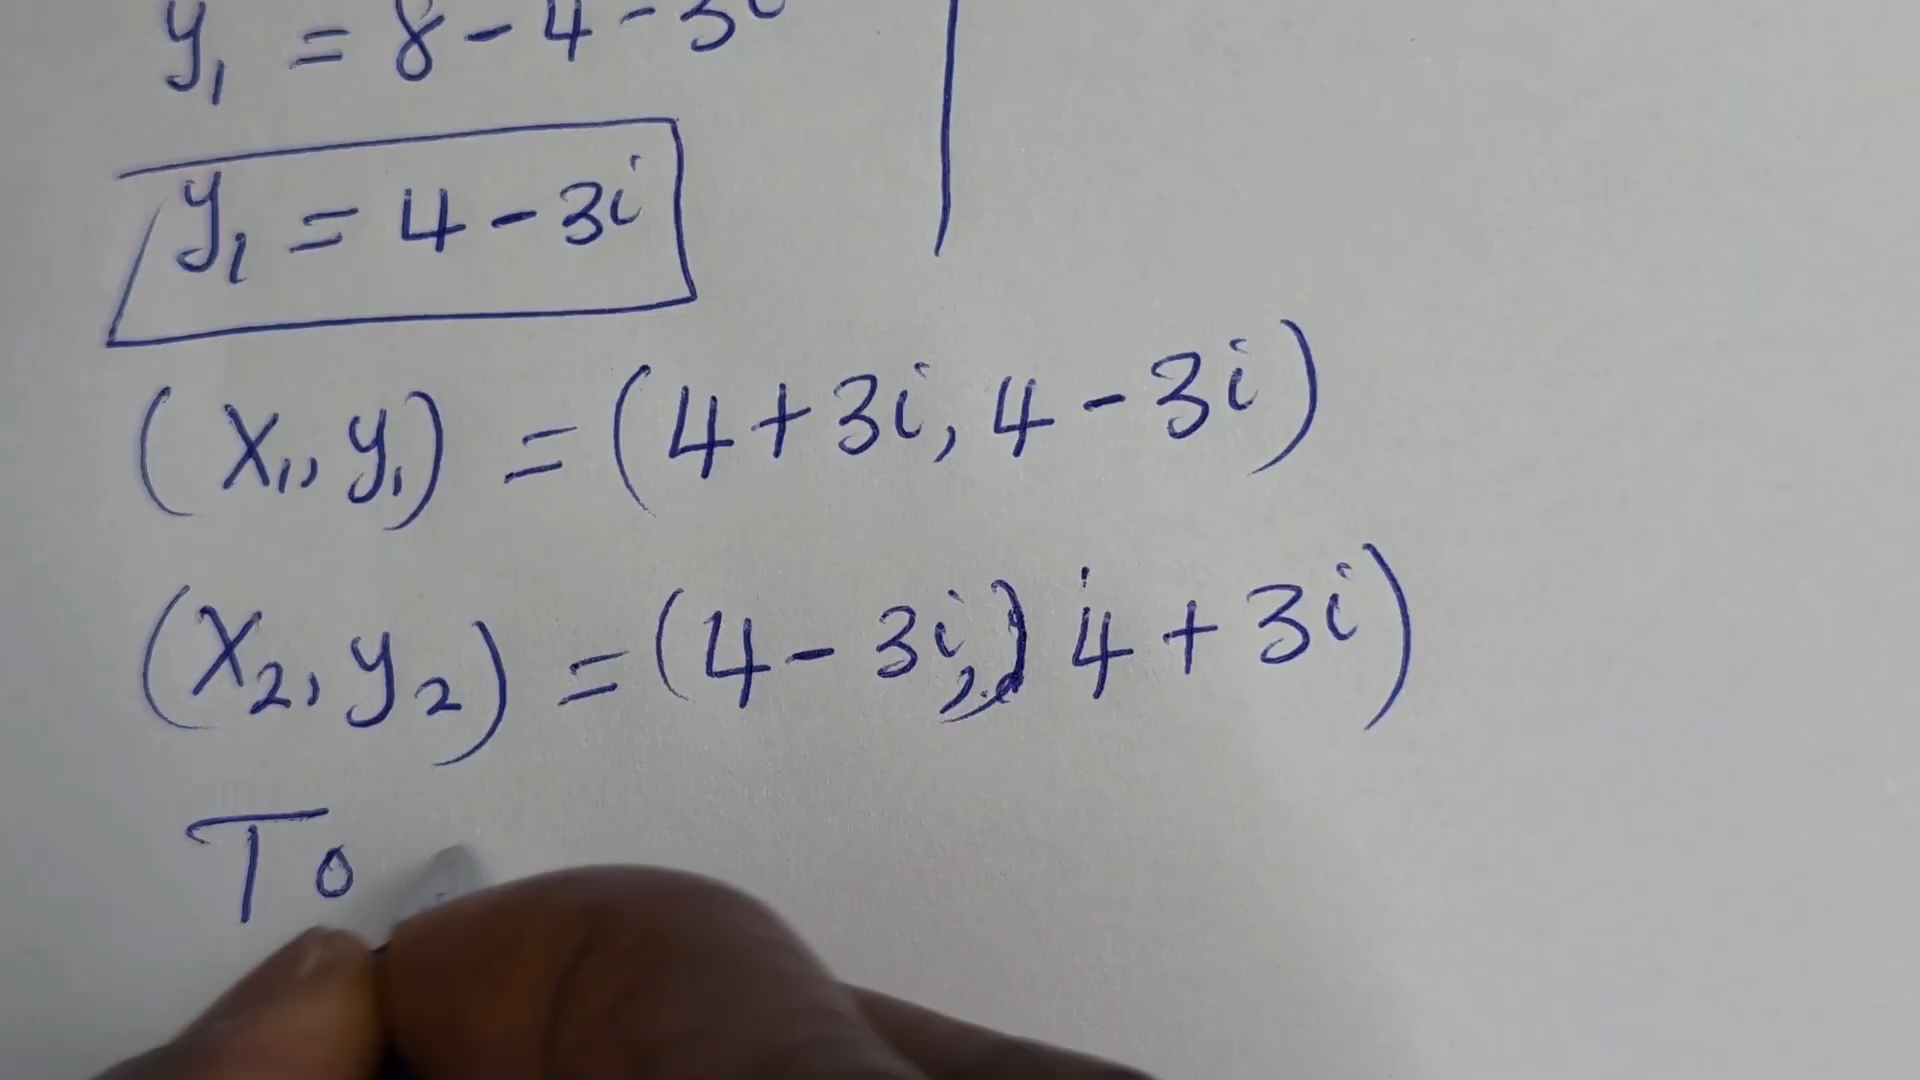 y₁ = 8 - 4 - 3i
y₁ = 4 - 3i
(x₁, y₁) = (4 + 3i, 4 - 3i)
(x₂, y₂) = (4 - 3i, 4 + 3i)
To